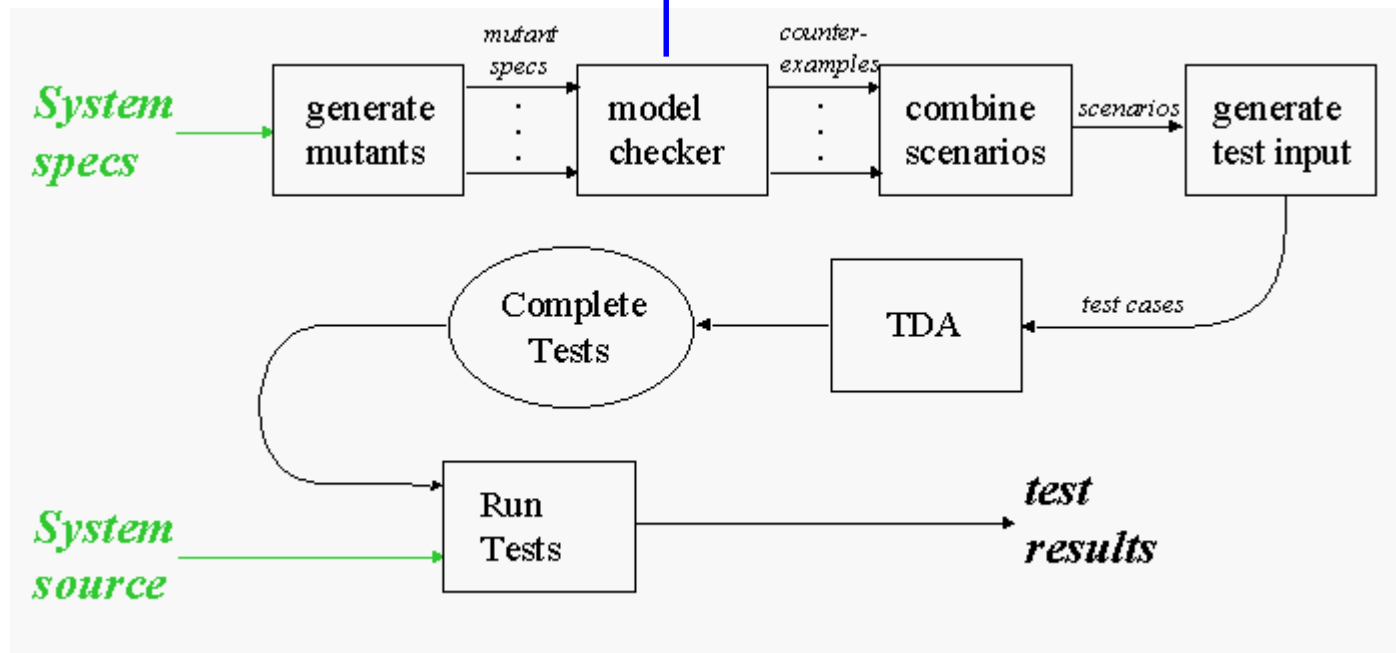 System
specs
generate
mutants
mutant
specs
model
checker
counter-
examples
combine
scenarios
scenarios
generate
test input
test cases
TDA
Complete
Tests
System
source
Run
Tests
test
results